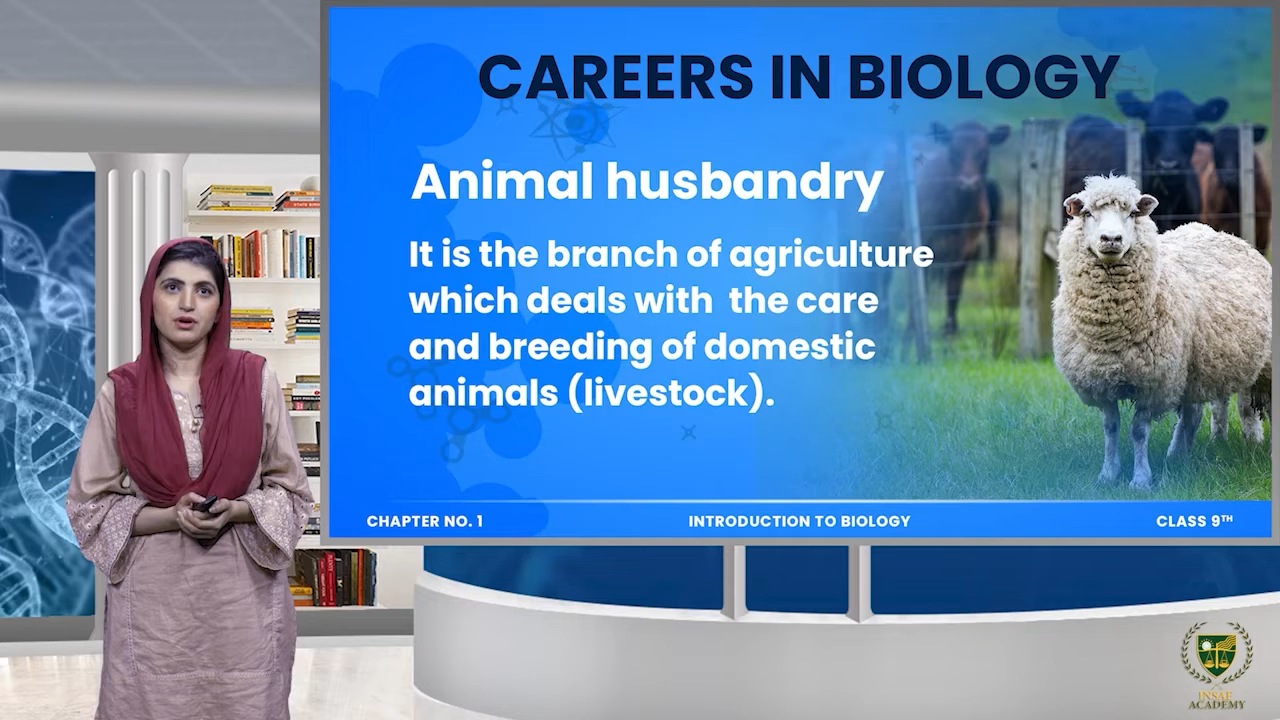 CAREERS IN BIOLOGY
Animal husbandry
It is the branch of agriculture
which deals with the care
and breeding of domestic
animals (livestock).
CHAPTER NO. 1
INTRODUCTION TO BIOLOGY
CLASS 9TH
INSAF
ACADEMY